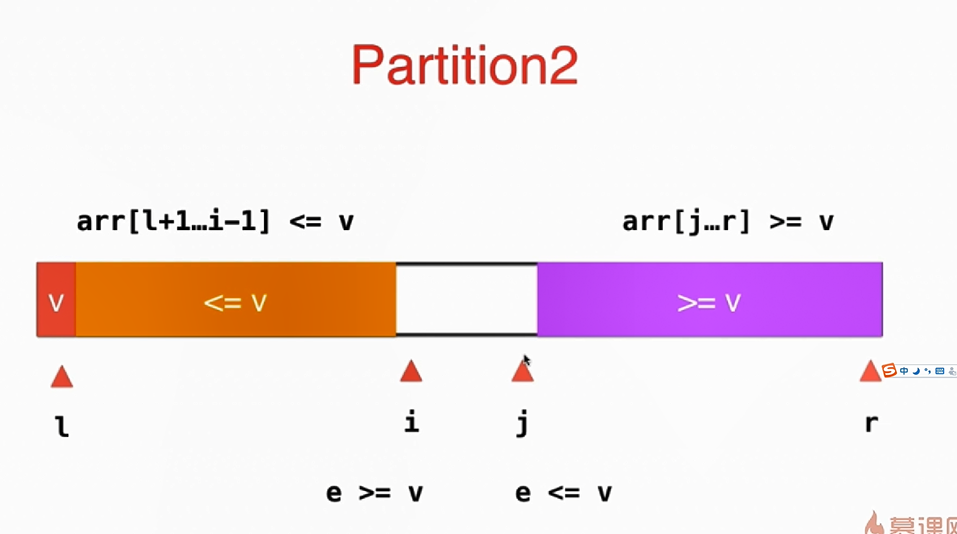 Partition2
arr[l+1…i-1] <= v
arr[j…r] >= v
v
<= v
>= v
l
i
j
r
中
e >= v
e <= v
慕课网